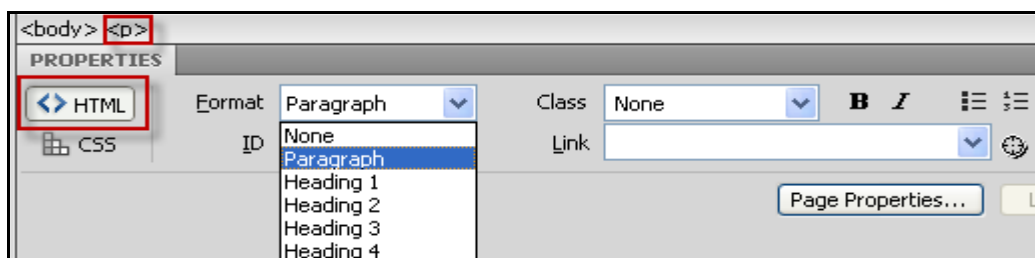 <body> <p>
PROPERTIES
HTML Format Paragraph Class None B I
CSS ID None Link
Paragraph
Heading 1
Heading 2 Page Properties...
Heading 3
Heading 4